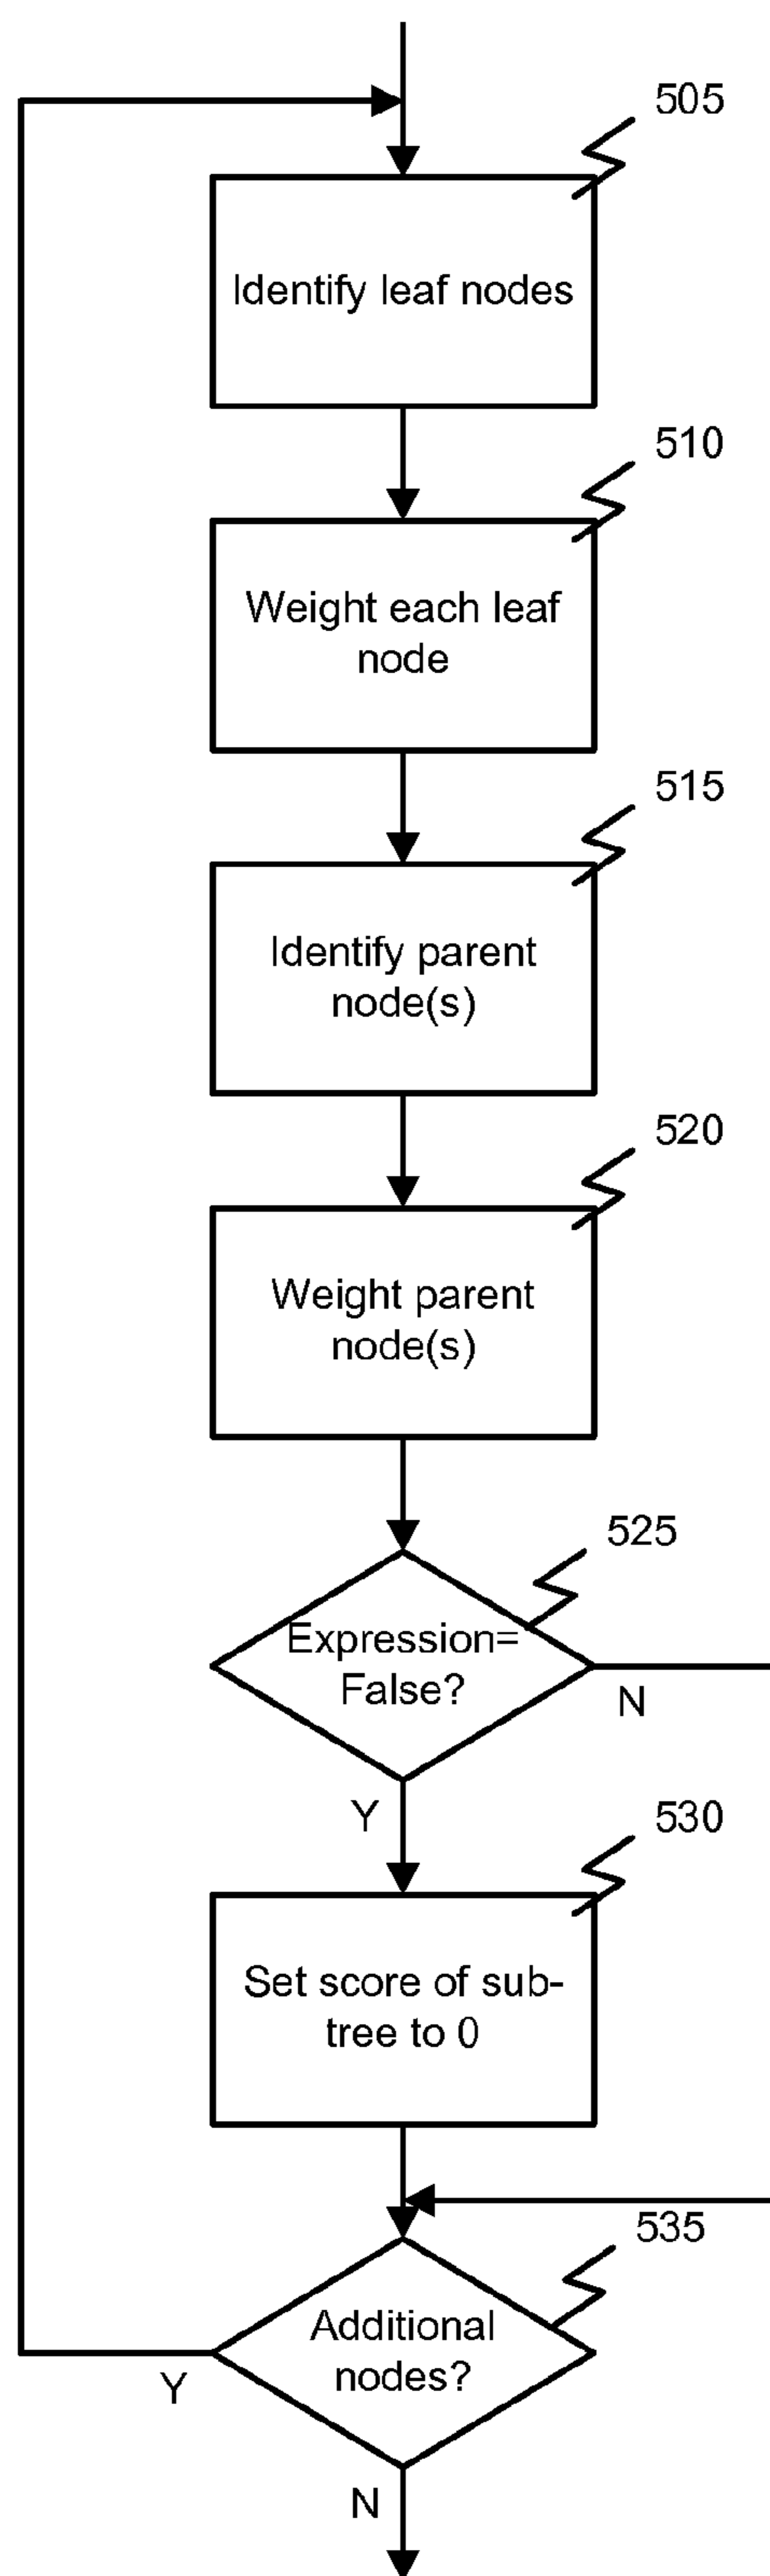 505
Identify leaf nodes
510
Weight each leaf
node
515
Identify parent
node(s)
520
Weight parent
node(s)
525
Expression=
False?
N
Y
530
Set score of sub-
tree to 0
535
Additional
nodes?
Y
N